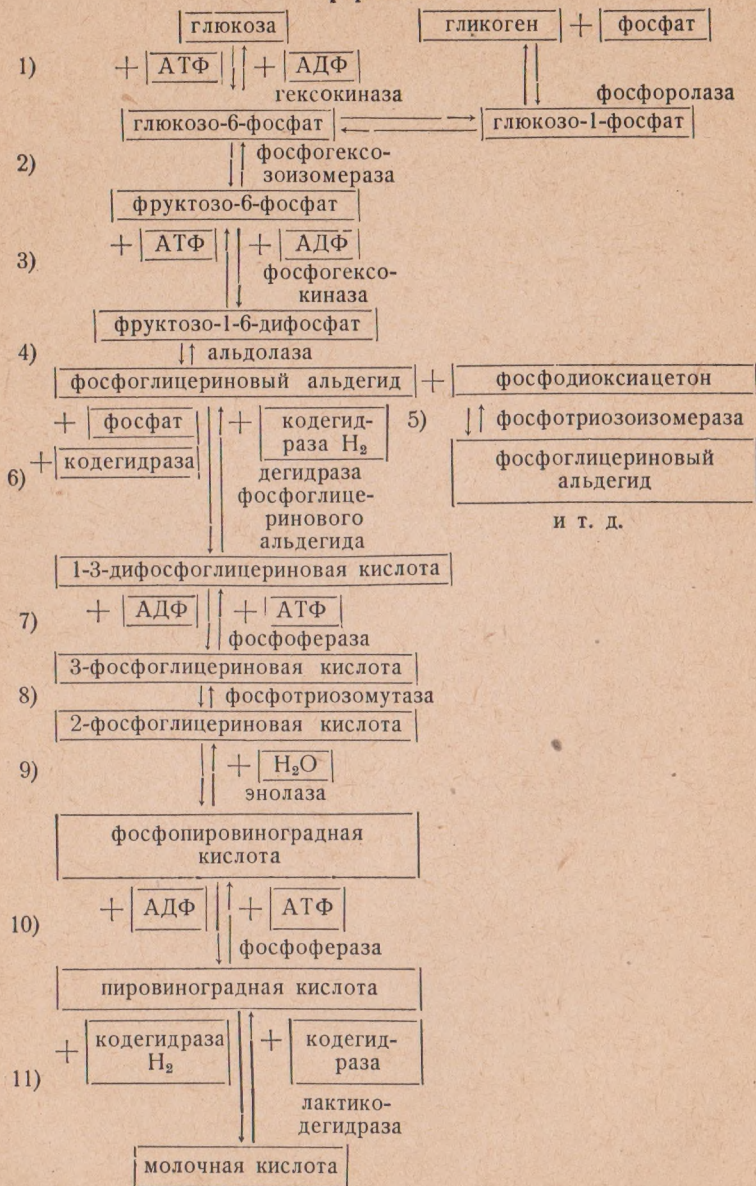 глюкоза гликоген + фосфат
1) + АТФ + АДФ
гексокиназа фосфоролаза
глюкозо-6-фосфат глюкозо-1-фосфат
2) фосфогексо-
зоизомераза
фруктозо-6-фосфат
3) + АТФ + АДФ
фосфогексо-
киназа
фруктозо-1-6-дифосфат
4) альдолаза
фосфоглицериновый альдегид + фосфодиоксиацетон
+ фосфат + кодегид-
раза H₂
5) фосфотриозоизомераза
6) + кодегидраза
дегидраза
фосфоглице-
ринового
альдегида
фосфоглицериновый
альдегид
и т. д.
1-3-дифосфоглицериновая кислота
7) + АДФ + АТФ
фосфофераза
3-фосфоглицериновая кислота
8) фосфотриозомутаза
2-фосфоглицериновая кислота
9) + H₂O
энолаза
фосфопировиноградная
кислота
10) + АДФ + АТФ
фосфофераза
пировиноградная кислота
11) + кодегидраза
H₂
+ кодегид-
раза
лактико-
дегидраза
молочная кислота